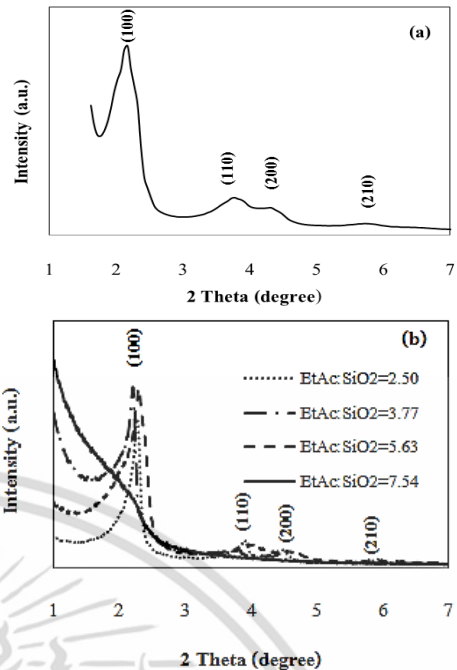 (a)
(100)
(110)
(200)
(210)
Intensity (a.u.)
1 2 3 4 5 6 7
2 Theta (degree)
(b)
(100)
EtAc:SiO2=2.50
EtAc:SiO2=3.77
EtAc:SiO2=5.63
EtAc:SiO2=7.54
(110)
(200)
(210)
Intensity (a.u.)
1 2 3 4 5 6 7
2 Theta (degree)